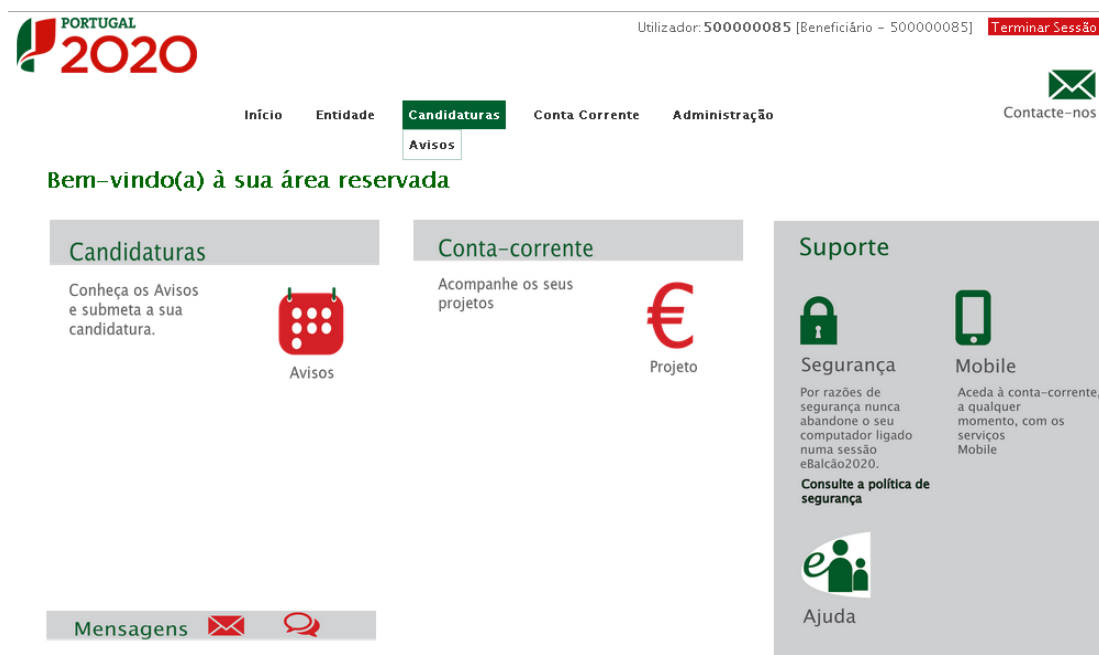 PORTUGAL
2020
Utilizador: 500000085 [Beneficiário - 500000085] Terminar Sessão
Contacte-nos
Início Entidade Candidaturas Conta Corrente Administração
Avisos
Bem-vindo(a) à sua área reservada
Candidaturas
Conheça os Avisos
e submeta a sua
candidatura.
Avisos
Conta-corrente
Acompanhe os seus
projetos
€
Projeto
Suporte
Segurança
Por razões de
segurança nunca
abandone o seu
computador ligado
numa sessão
eBalcão2020.
Consulte a política de
segurança
Mobile
Aceda à conta-corrente,
a qualquer
momento, com os
serviços
Mobile
e
Ajuda
Mensagens